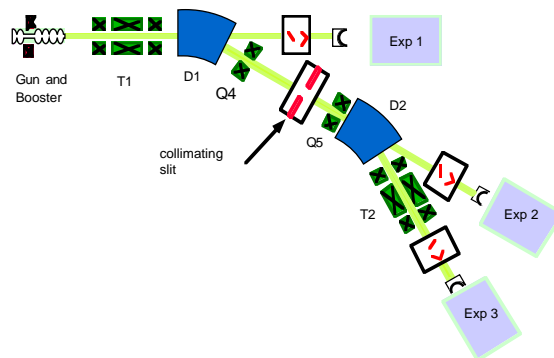 Gun and
Booster
T1
D1
Q4
Exp 1
collimating
slit
Q5
D2
T2
Exp 2
Exp 3